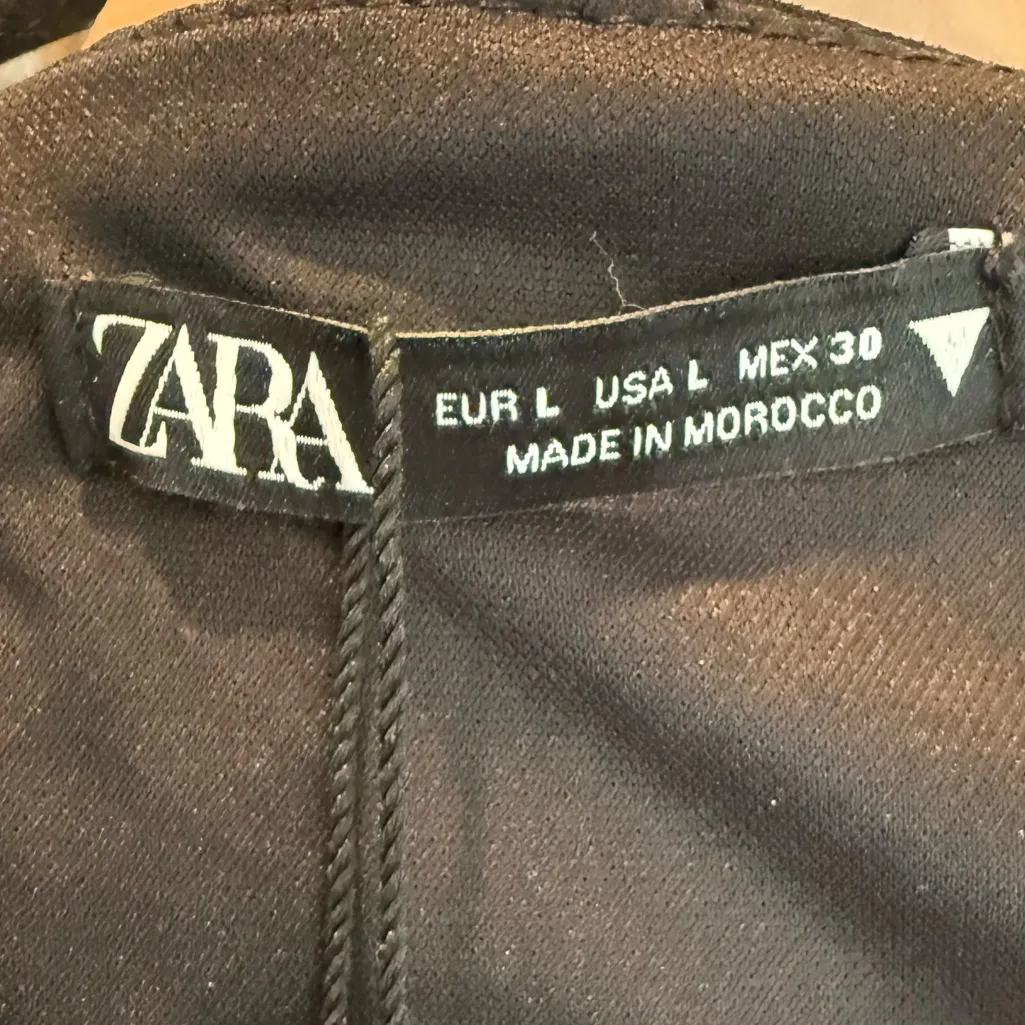 ZARA
EUR L USA L MEX 30
MADE IN MOROCCO